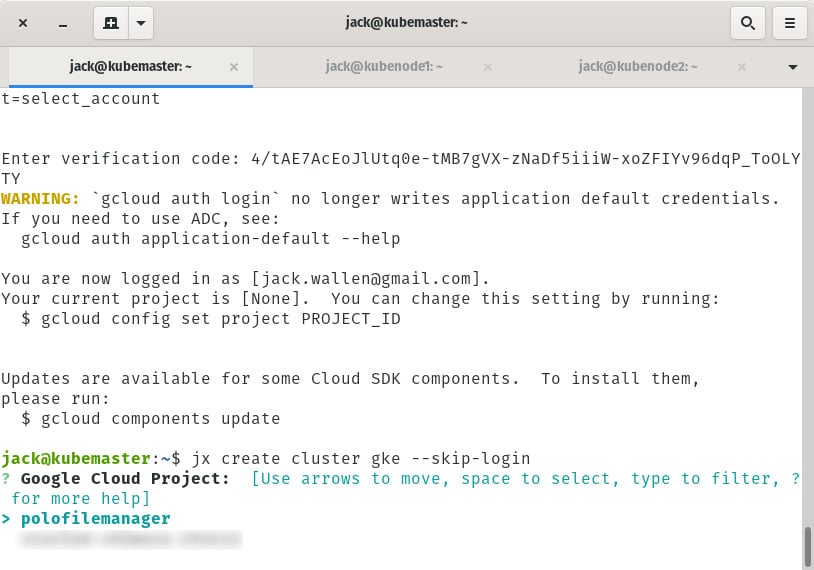 jack@kubemaster: ~
jack@kubemaster: ~
jack@kubenode1: ~
jack@kubenode2: ~
t=select_account
Enter verification code: 4/tAE7AcEoJlUtq0e-tMB7gVX-zNaDf5iiiW-xoZFIYv96dqP_ToOLY
TY
WARNING: `gcloud auth login` no longer writes application default credentials.
If you need to use ADC, see:
  gcloud auth application-default --help
You are now logged in as [jack.wallen@gmail.com].
Your current project is [None].  You can change this setting by running:
  $ gcloud config set project PROJECT_ID
Updates are available for some Cloud SDK components.  To install them,
please run:
  $ gcloud components update
jack@kubemaster:~$ jx create cluster gke --skip-login
? Google Cloud Project:  [Use arrows to move, space to select, type to filter, ?
 for more help]
> polofilemanager